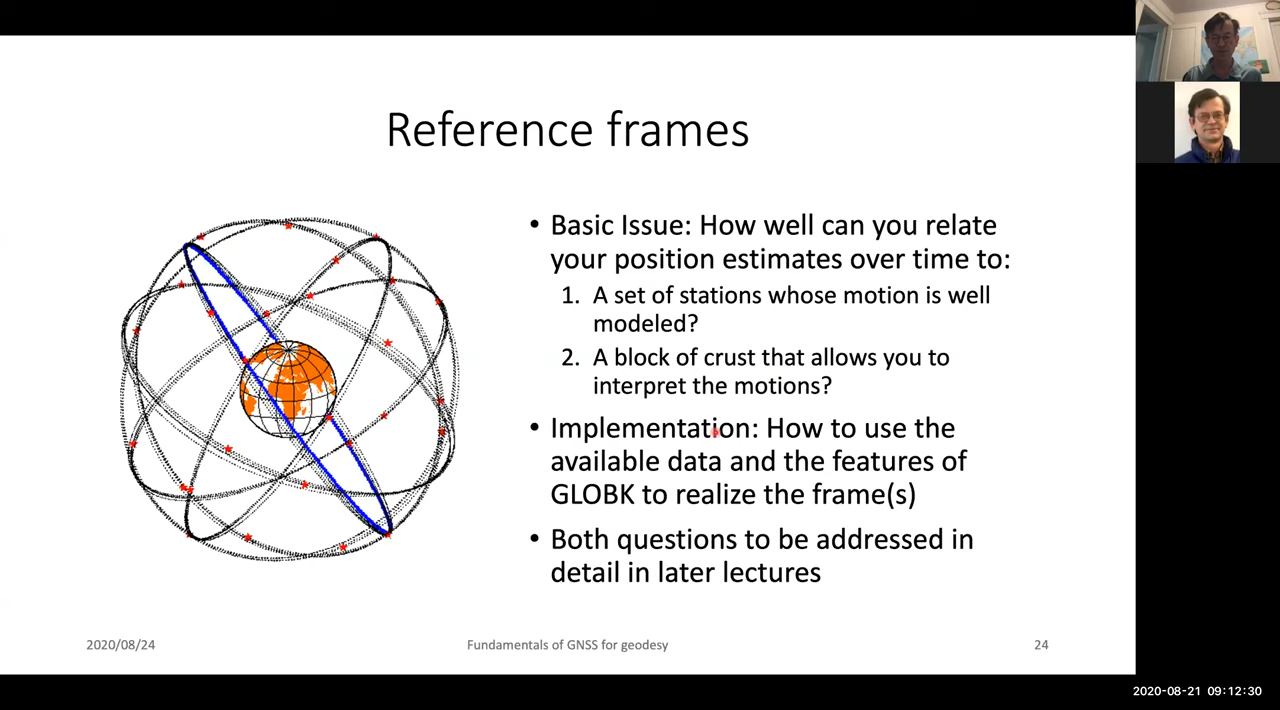 Reference frames
• Basic Issue: How well can you relate
your position estimates over time to:
1. A set of stations whose motion is well
modeled?
2. A block of crust that allows you to
interpret the motions?
• Implementation: How to use the
available data and the features of
GLOBK to realize the frame(s)
• Both questions to be addressed in
detail in later lectures
2020/08/24
Fundamentals of GNSS for geodesy
24
2020-08-21 09:12:30